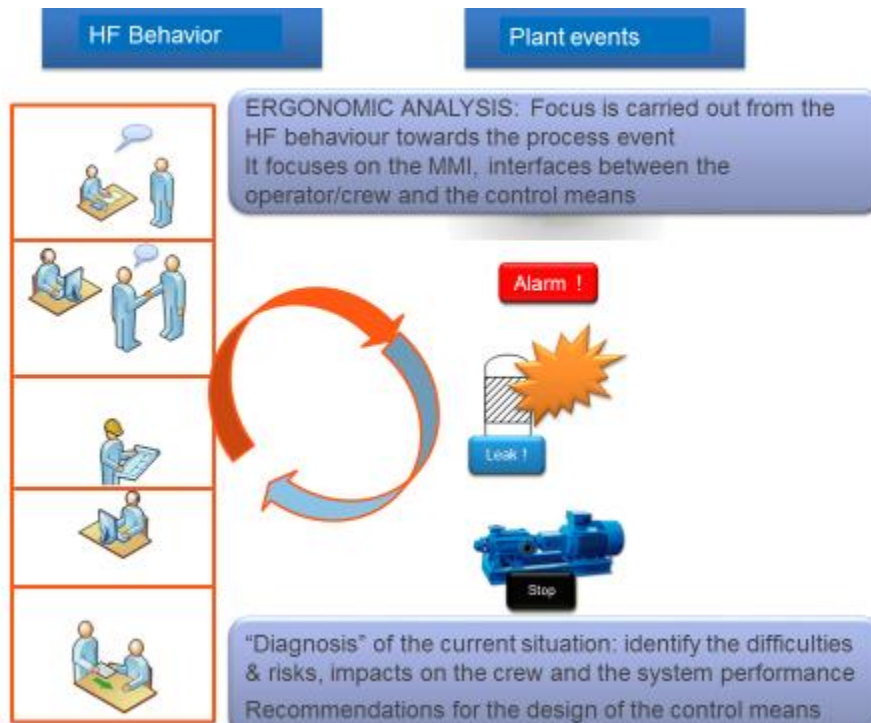 HF Behavior
Plant events
ERGONOMIC ANALYSIS: Focus is carried out from the
HF behaviour towards the process event
It focuses on the MMI, interfaces between the
operator/crew and the control means
Alarm !
Leak !
Stop
“Diagnosis” of the current situation: identify the difficulties
& risks, impacts on the crew and the system performance
Recommendations for the design of the control means